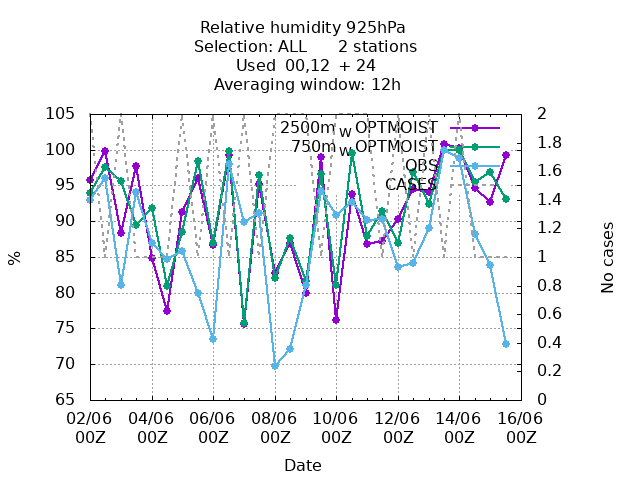 Relative humidity 925hPa
Selection: ALL 2 stations
Used 00,12 + 24
Averaging window: 12h
105
100
95
90
85
80
75
70
65
2
1.8
1.6
1.4
1.2
1
0.8
0.6
0.4
0.2
0
2500m W OPTMOIST
750m W OPTMOIST
OBS
CASES
%
No cases
02/06 04/06 06/06 08/06 10/06 12/06 14/06 16/06
00Z 00Z 00Z 00Z 00Z 00Z 00Z 00Z
Date